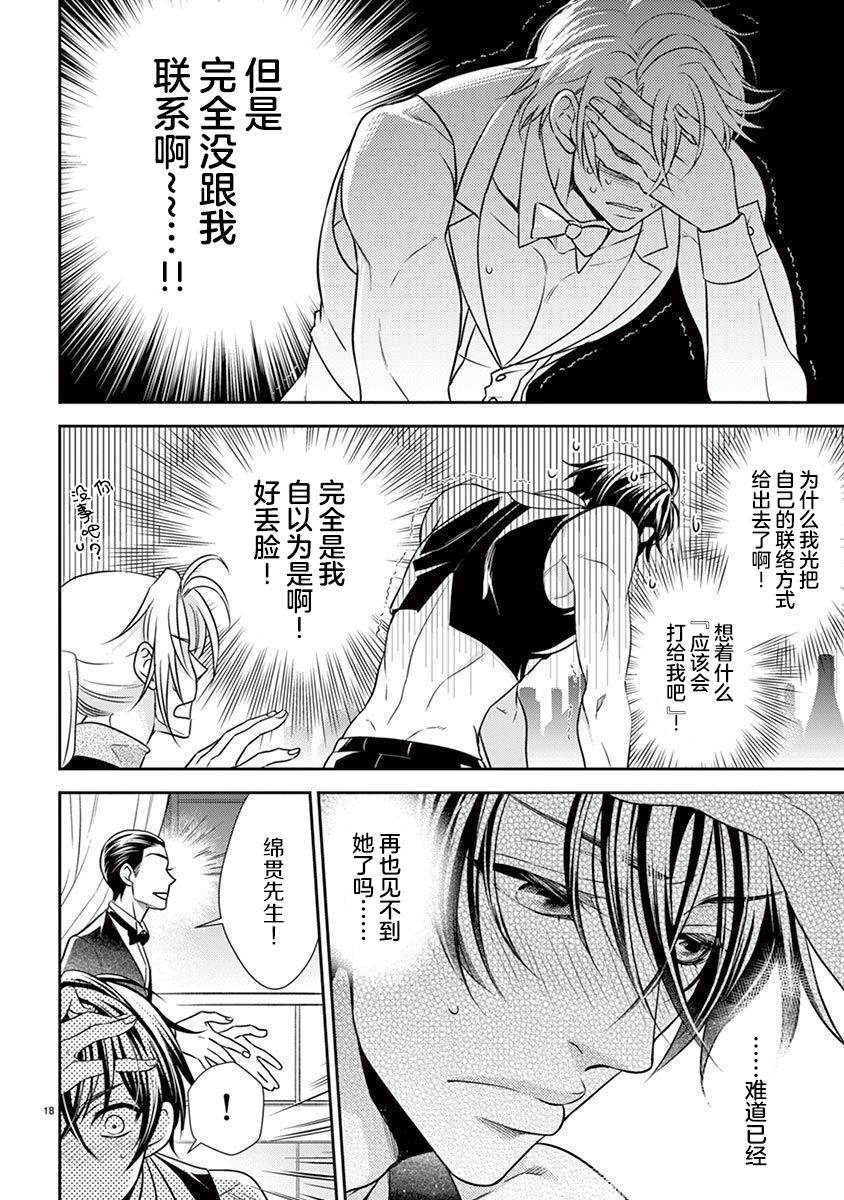 但是
完全没跟我
联系啊~~…!!
为什么我光把
自己的联络方式
给出去了啊！
想着什么
『应该会
打给我吧』！
完全是我
自以为是啊！
好丢脸！
你
没事吧!?
……难道已经
再也见不到
她了吗……
绵贯先生！
！
18